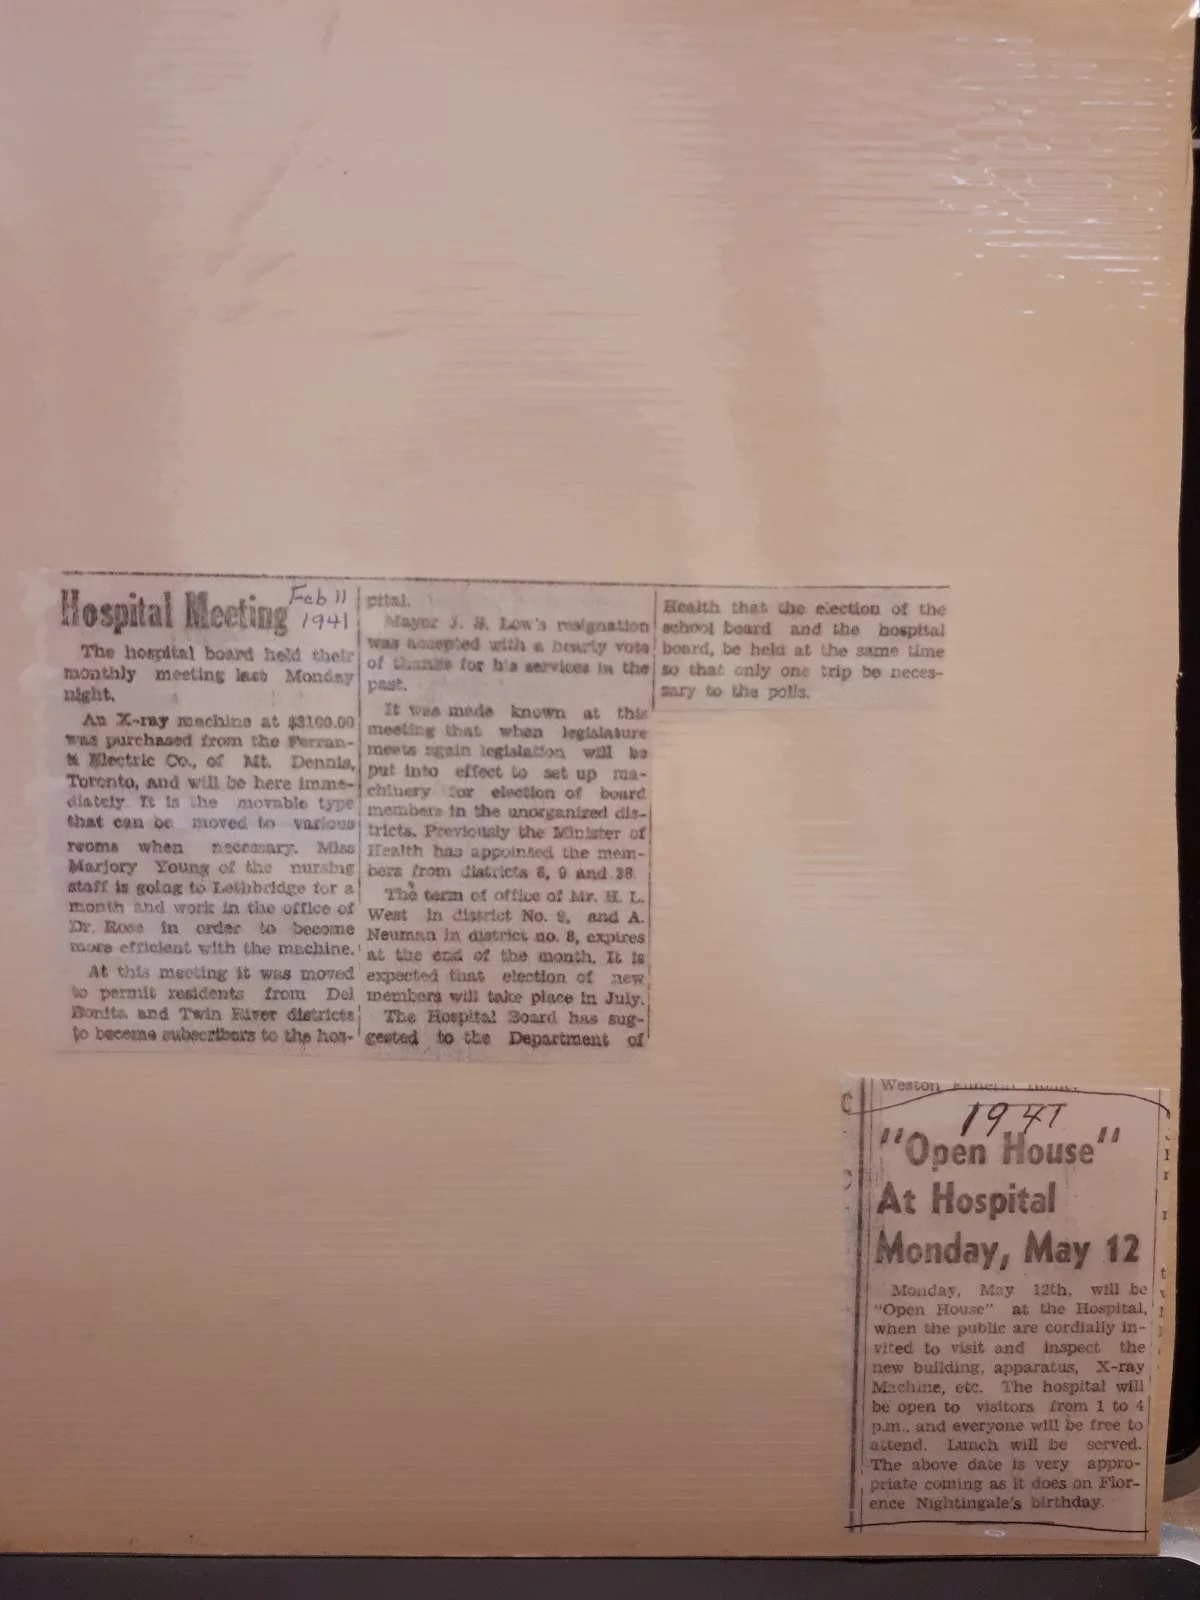 Hospital Meeting
Feb 11
1941
The hospital board held their
monthly meeting last Monday
night.
An X-ray machine at $3100.00
was purchased from the Ferran-
Electric Co., of Mt. Dennis,
Toronto, and will be here imme-
diately. It is the movable type
that can be moved to various
rooms when necessary. Miss
Marjory Young of the nursing
staff is going to Lethbridge for a
month and work in the office of
Dr. Rose in order to become
more efficient with the machine.
At this meeting it was moved
to permit residents from Del
Bonita and Twin River districts
to become subscribers to the hos-
pital.
Mayor J. S. Low's resignation
was accepted with a hearty vote
of thanks for his services in the
past.
It was made known at this
meeting that when legislature
meets again legislation will be
put into effect to set up ma-
chinery for election of board
members in the unorganized dis-
tricts. Previously the Minister of
Health has appointed the mem-
bers from districts 8, 9 and
The term of office of Mr. H. L.
West in district No. 9, and A.
Neuman in district no. 8, expires
at the end of the month. It is
expected that election of new
members will take place in July.
The Hospital Board has sug-
gested to the Department of
Health that the election of the
school board and the hospital
board, be held at the same time
so that only one trip be neces-
sary to the polls.
Weston Funeral Home.
1941
"Open House"
At Hospital
Monday, May 12
Monday, May 12th, will be
"Open House" at the Hospital,
when the public are cordially in-
vited to visit and inspect the
new building, apparatus, X-ray
Machine, etc. The hospital will
be open to visitors from 1 to 4
p.m., and everyone will be free to
attend. Lunch will be served.
The above date is very appro-
priate coming as it does on Flor-
ence Nightingale's birthday.